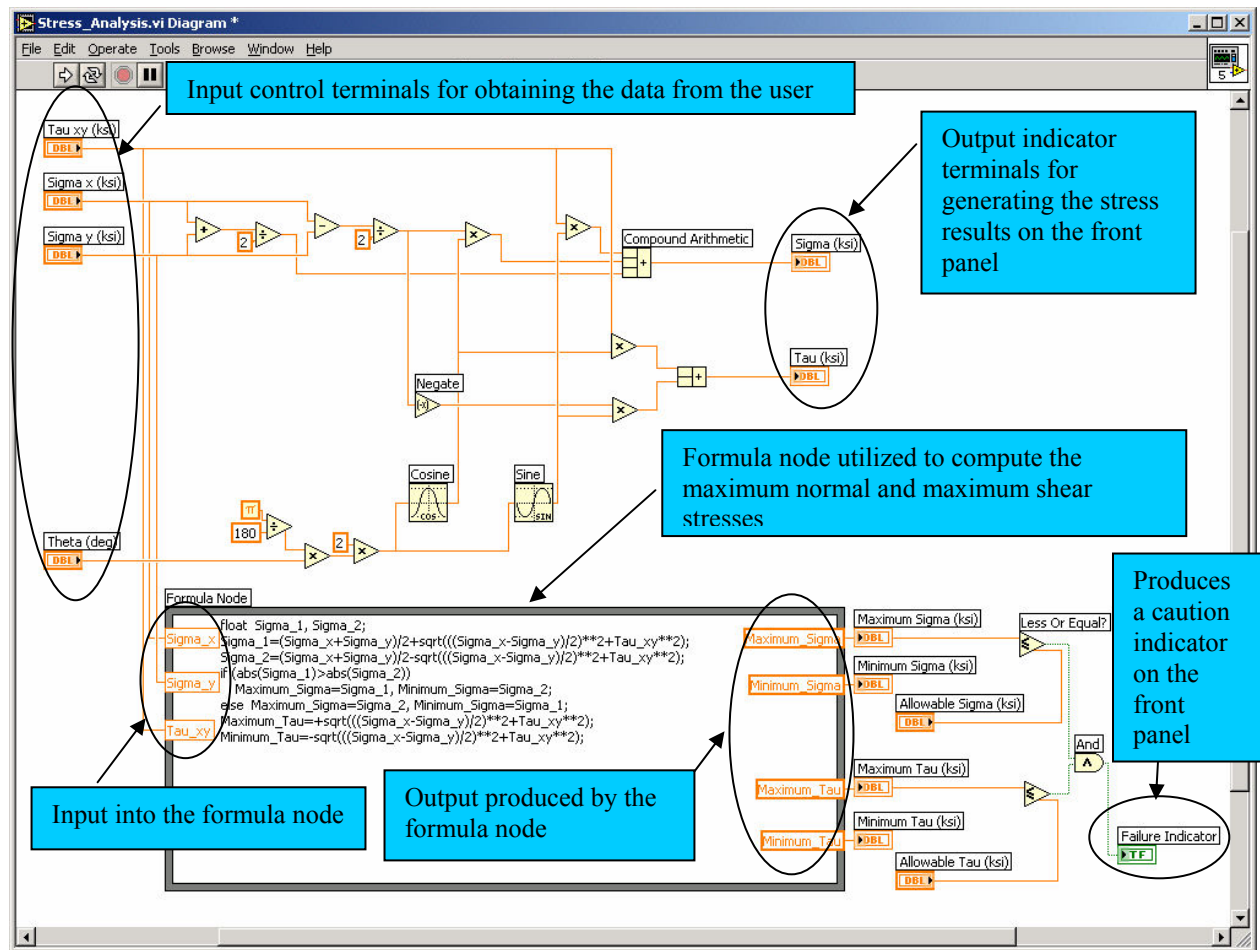 Stress_Analysis.vi Diagram *
File Edit Operate Tools Browse Window Help
5
Input control terminals for obtaining the data from the user
Tau xy (ksi)
DBL
Sigma x (ksi)
DBL
Sigma y (ksi)
DBL
+
2
÷
-
2
÷
×
×
Compound Arithmetic
+
Sigma (ksi)
DBL
Output indicator
terminals for
generating the stress
results on the front
panel
×
+
Tau (ksi)
DBL
Negate
(-x)
×
Cosine
COS
Sine
SIN
Formula node utilized to compute the
maximum normal and maximum shear
stresses
π
180
÷
×
2
×
Theta (deg)
DBL
Formula Node
Sigma_x
Sigma_y
Tau_xy
float Sigma_1, Sigma_2;
Sigma_1=(Sigma_x+Sigma_y)/2+sqrt(((Sigma_x-Sigma_y)/2)**2+Tau_xy**2);
Sigma_2=(Sigma_x+Sigma_y)/2-sqrt(((Sigma_x-Sigma_y)/2)**2+Tau_xy**2);
if (abs(Sigma_1)>abs(Sigma_2))
Maximum_Sigma=Sigma_1, Minimum_Sigma=Sigma_2;
else Maximum_Sigma=Sigma_2, Minimum_Sigma=Sigma_1;
Maximum_Tau=+sqrt(((Sigma_x-Sigma_y)/2)**2+Tau_xy**2);
Minimum_Tau=-sqrt(((Sigma_x-Sigma_y)/2)**2+Tau_xy**2);
Maximum_Sigma
Minimum_Sigma
Maximum_Tau
Minimum_Tau
Maximum Sigma (ksi)
DBL
Minimum Sigma (ksi)
DBL
Allowable Sigma (ksi)
DBL
Maximum Tau (ksi)
DBL
Minimum Tau (ksi)
DBL
Allowable Tau (ksi)
DBL
Less Or Equal?
≤
≤
And
∧
Failure Indicator
TF
Produces
a caution
indicator
on the
front
panel
Input into the formula node
Output produced by the
formula node